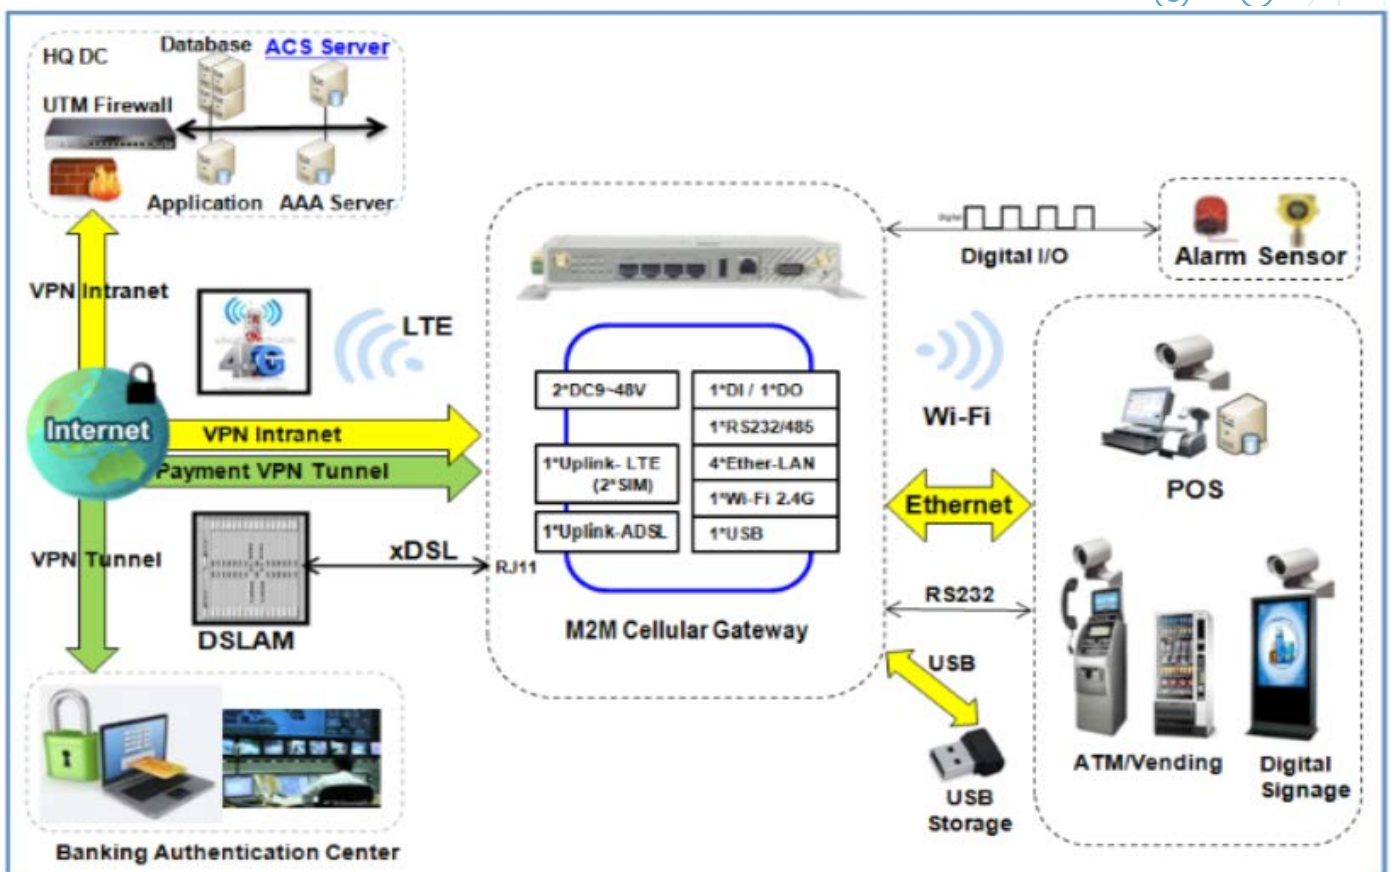 HQ DC
Database
ACS Server
UTM Firewall
Application
AAA Server
VPN Intranet
4G
LTE
Internet
VPN Intranet
Payment VPN Tunnel
VPN Tunnel
xDSL
DSLAM
RJ11
Banking Authentication Center
2*DC9~48V
1*Uplink- LTE
(2*SIM)
1*Uplink-ADSL
1*DI / 1*DO
1*RS232/485
4*Ether-LAN
1*Wi-Fi 2.4G
1*USB
M2M Cellular Gateway
Digital
Digital I/O
Alarm
Sensor
Wi-Fi
Ethernet
RS232
USB
USB
Storage
POS
ATM/Vending
Digital
Signage